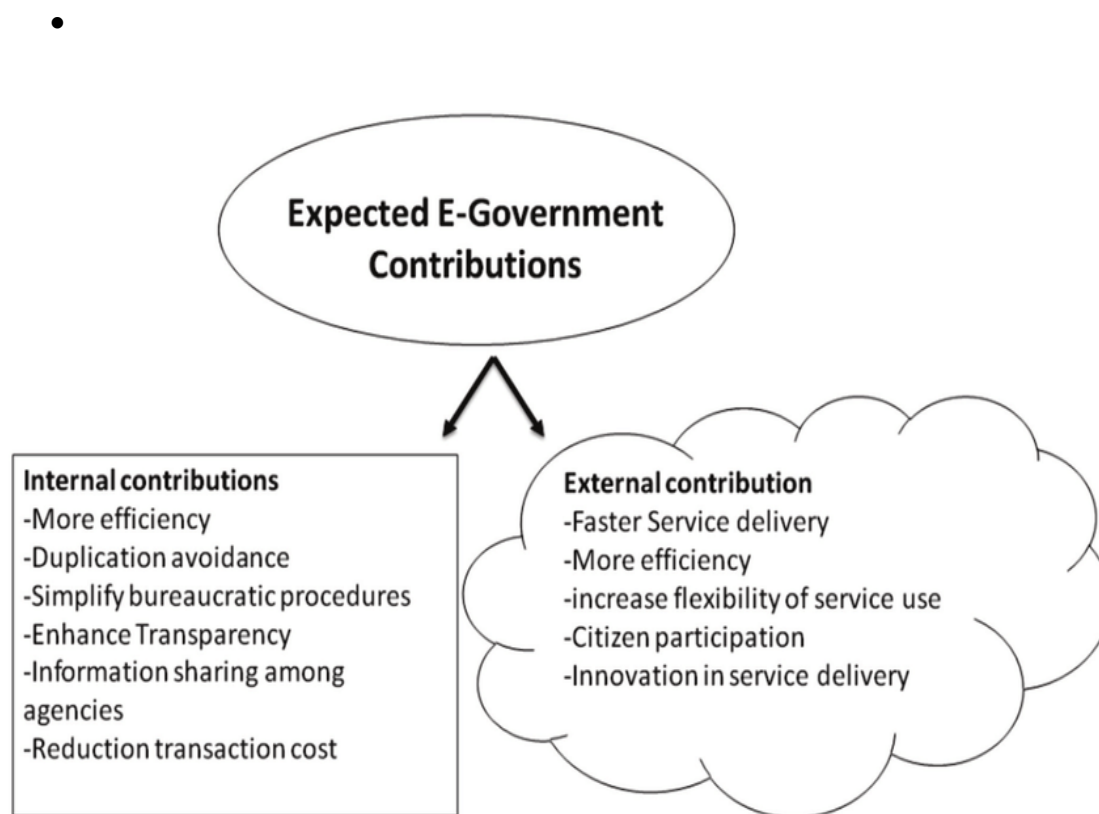 Expected E-Government
Contributions
Internal contributions
-More efficiency
-Duplication avoidance
-Simplify bureaucratic procedures
-Enhance Transparency
-Information sharing among
agencies
-Reduction transaction cost
External contribution
-Faster Service delivery
-More efficiency
-increase flexibility of service use
-Citizen participation
-Innovation in service delivery